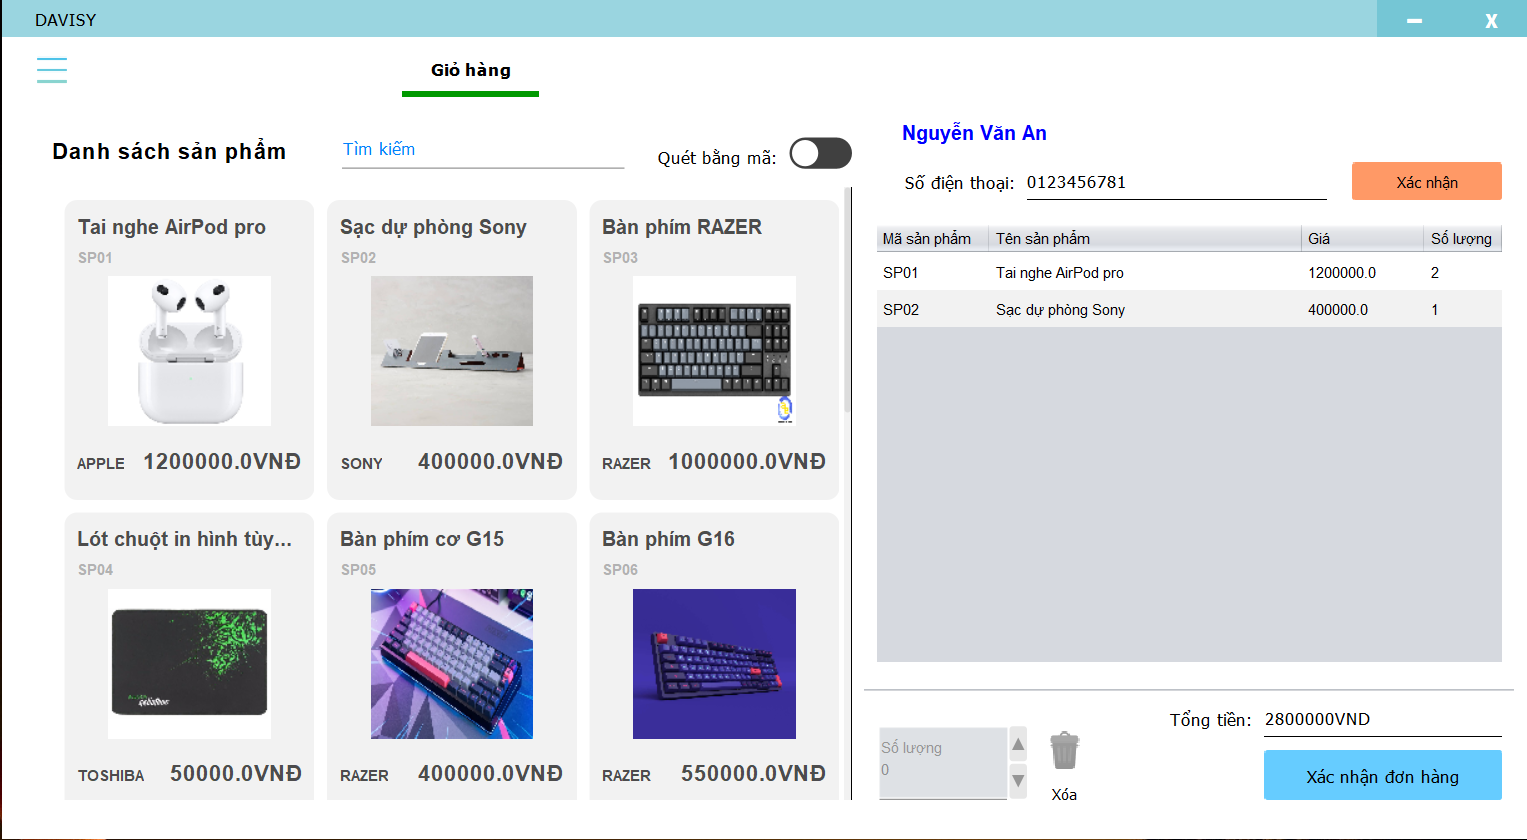 DAVISY
X
Giỏ hàng
Danh sách sản phẩm
Tìm kiếm
Quét bằng mã:
Tai nghe AirPod pro
SP01
APPLE 1200000.0VNĐ
Sạc dự phòng Sony
SP02
SONY 400000.0VNĐ
Bàn phím RAZER
SP03
RAZER 1000000.0VNĐ
Lót chuột in hình tùy...
SP04
TOSHIBA 50000.0VNĐ
Bàn phím cơ G15
SP05
RAZER 400000.0VNĐ
Bàn phím G16
SP06
RAZER 550000.0VNĐ
Nguyễn Văn An
Số điện thoại: 0123456781
Xác nhận
Mã sản phẩm Tên sản phẩm Giá Số lượng
SP01 Tai nghe AirPod pro 1200000.0 2
SP02 Sạc dự phòng Sony 400000.0 1
Số lượng
0
Xóa
Tổng tiền: 2800000VND
Xác nhận đơn hàng